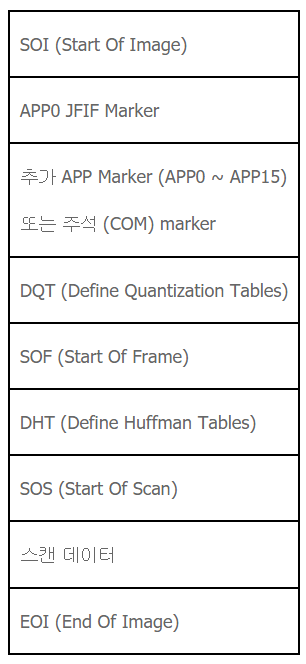 SOI (Start Of Image)
APP0 JFIF Marker
추가 APP Marker (APP0 ~ APP15)
또는 주석 (COM) marker
DQT (Define Quantization Tables)
SOF (Start Of Frame)
DHT (Define Huffman Tables)
SOS (Start Of Scan)
스캔 데이터
EOI (End Of Image)